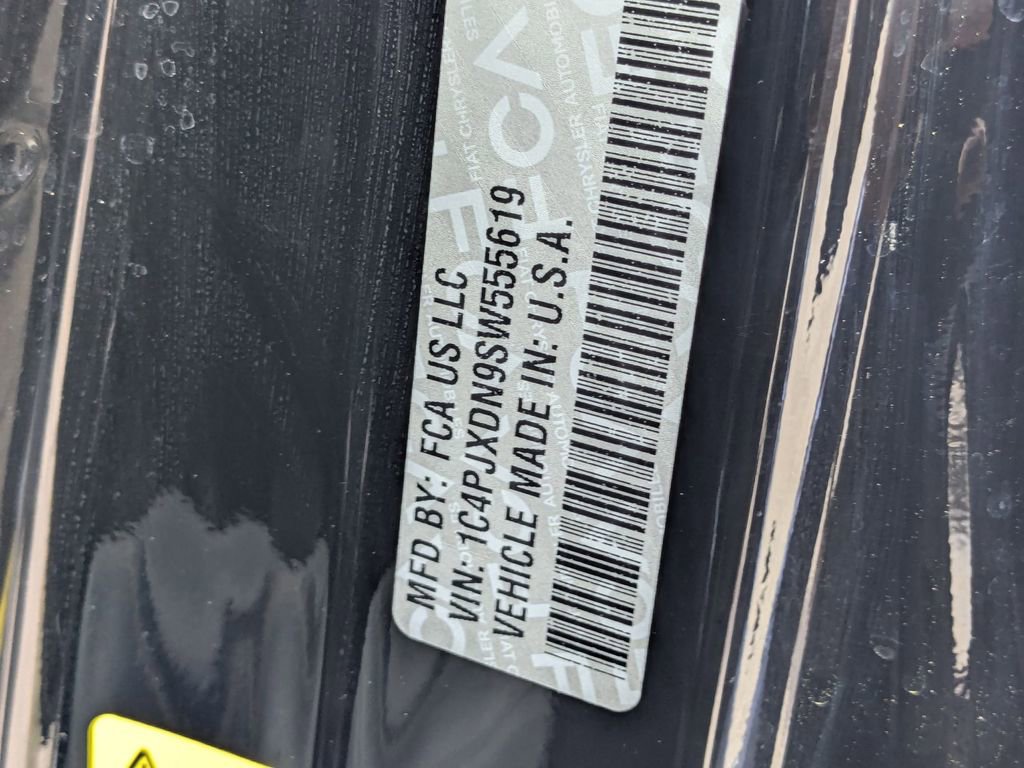 MFD BY: FCA US LLC
VIN: 1C4PJXDN9SW555619
VEHICLE MADE IN: U.S.A.